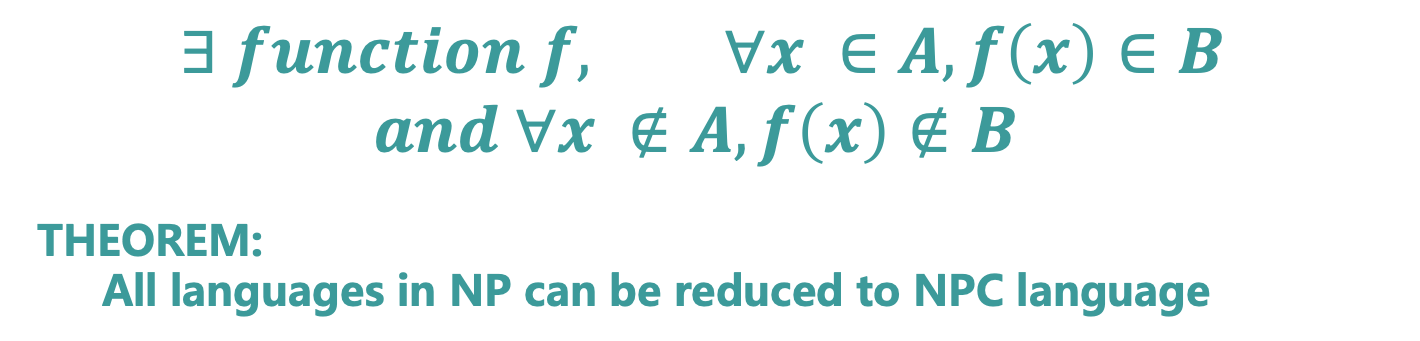 ∃ function f, ∀x ∈ A, f(x) ∈ B
and ∀x ∉ A, f(x) ∉ B
THEOREM:
All languages in NP can be reduced to NPC language